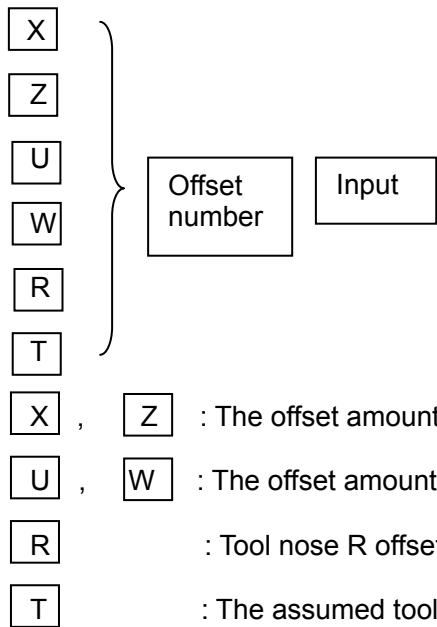 X
Z
U
W
R
T
Offset
number
Input
X , Z : The offset amount
U , W : The offset amount
R : Tool nose R offset
T : The assumed tool